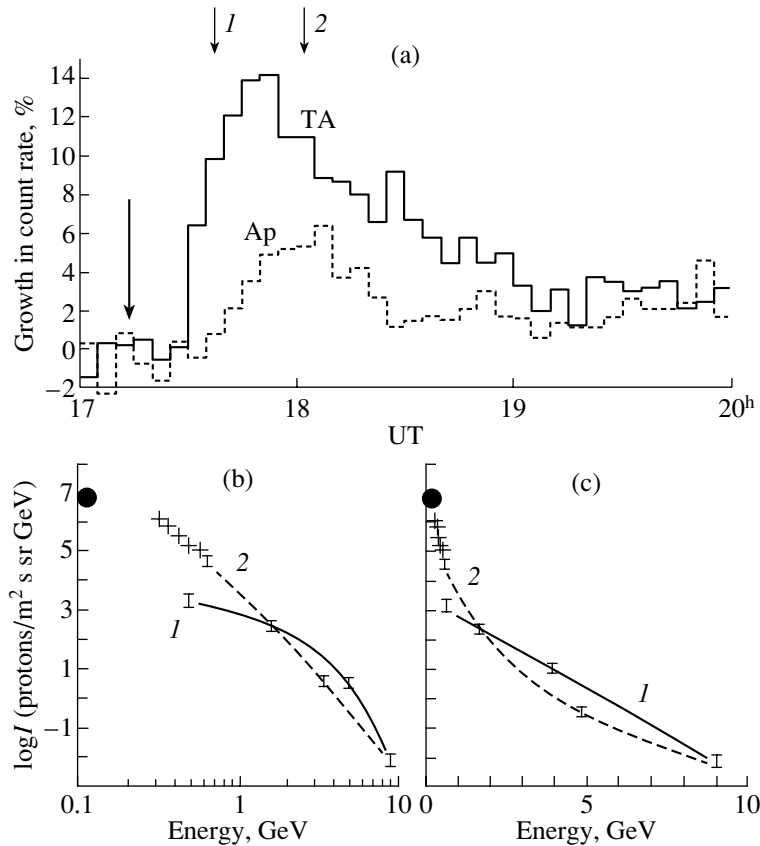 1 2
(a)
14
12
10
8
6
4
2
0
−2
Growth in count rate, %
TA
Ap
17 18 19 20h
UT
(b)
7
5
3
1
−1
logI (protons/m2 s sr GeV)
2
1
0.1 1 10
Energy, GeV
(c)
2
1
0 5 10
Energy, GeV